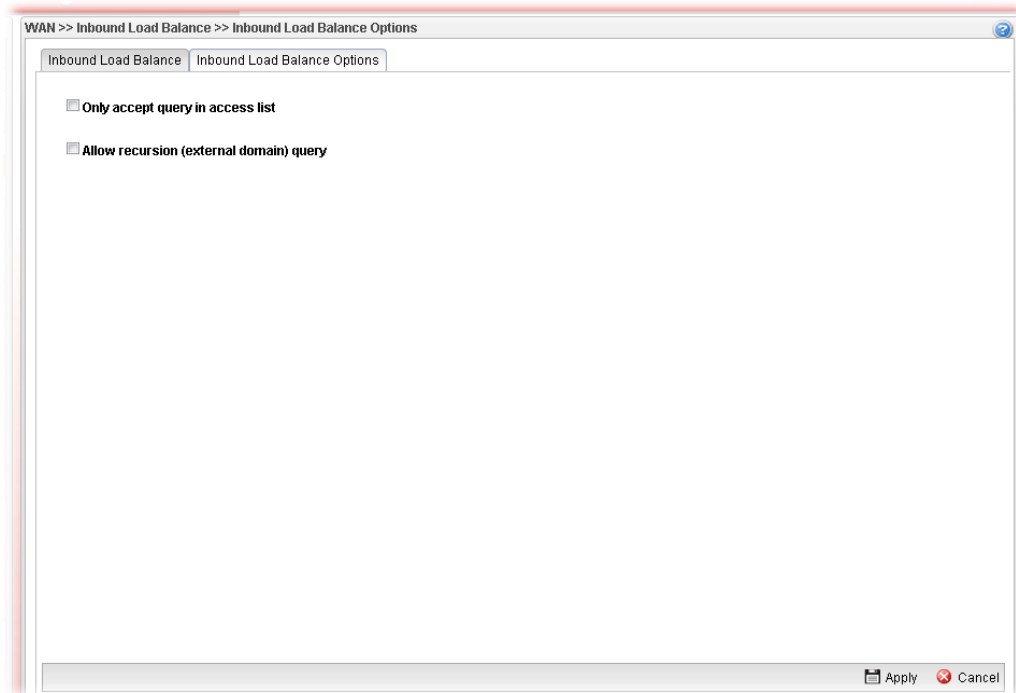 WAN >> Inbound Load Balance >> Inbound Load Balance Options
Inbound Load Balance
Inbound Load Balance Options
Only accept query in access list
Allow recursion (external domain) query
Apply
Cancel